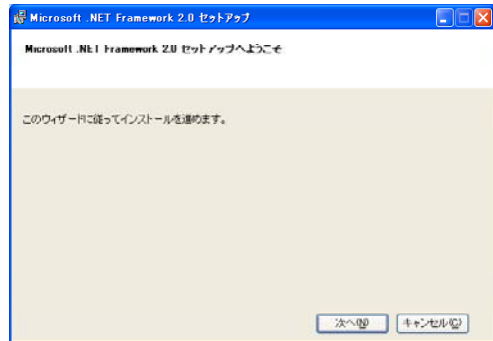 Microsoft .NET Framework 2.0 セットアップ
Microsoft .NET Framework 2.0 セットアップへようこそ
このウィザードに従ってインストールを進めます。
次へ(N)
キャンセル(C)